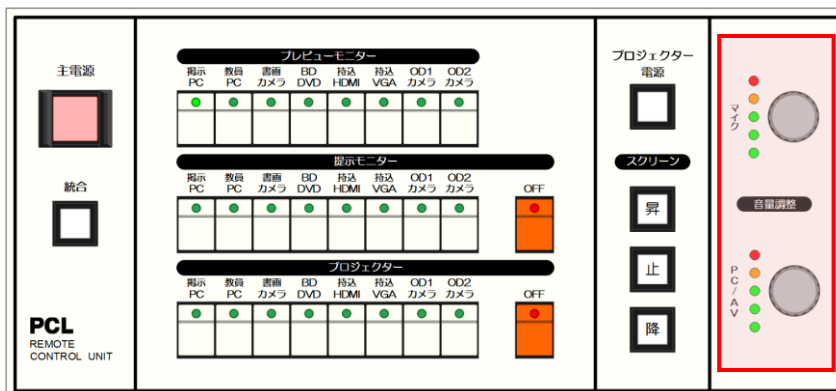 主電源
統合
PCL
REMOTE
CONTROL UNIT
プレビューモニター
掲示 教員 書画 BD 持込 持込 OD1 OD2
PC PC カメラ DVD HDMI VGA カメラ カメラ
提示モニター
掲示 教員 書画 BD 持込 持込 OD1 OD2
PC PC カメラ DVD HDMI VGA カメラ カメラ OFF
プロジェクター
掲示 教員 書画 BD 持込 持込 OD1 OD2
PC PC カメラ DVD HDMI VGA カメラ カメラ OFF
プロジェクター
電源
スクリーン
昇
止
降
マイク
音量調整
PC/AV